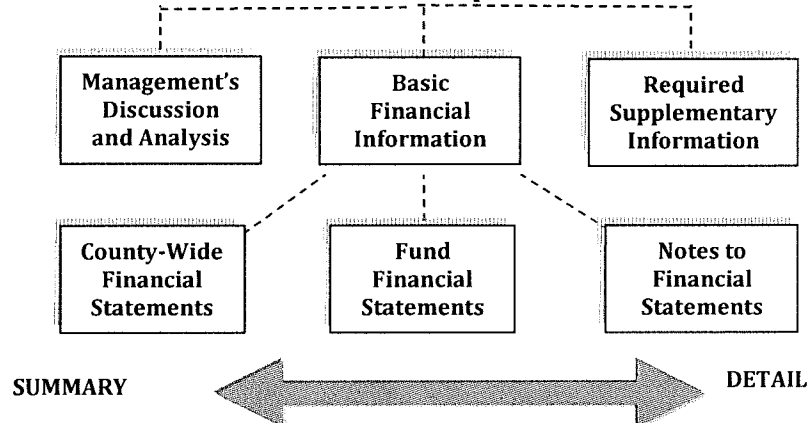 Management's
Discussion
and Analysis
Basic
Financial
Information
Required
Supplementary
Information
County-Wide
Financial
Statements
Fund
Financial
Statements
Notes to
Financial
Statements
SUMMARY
DETAIL